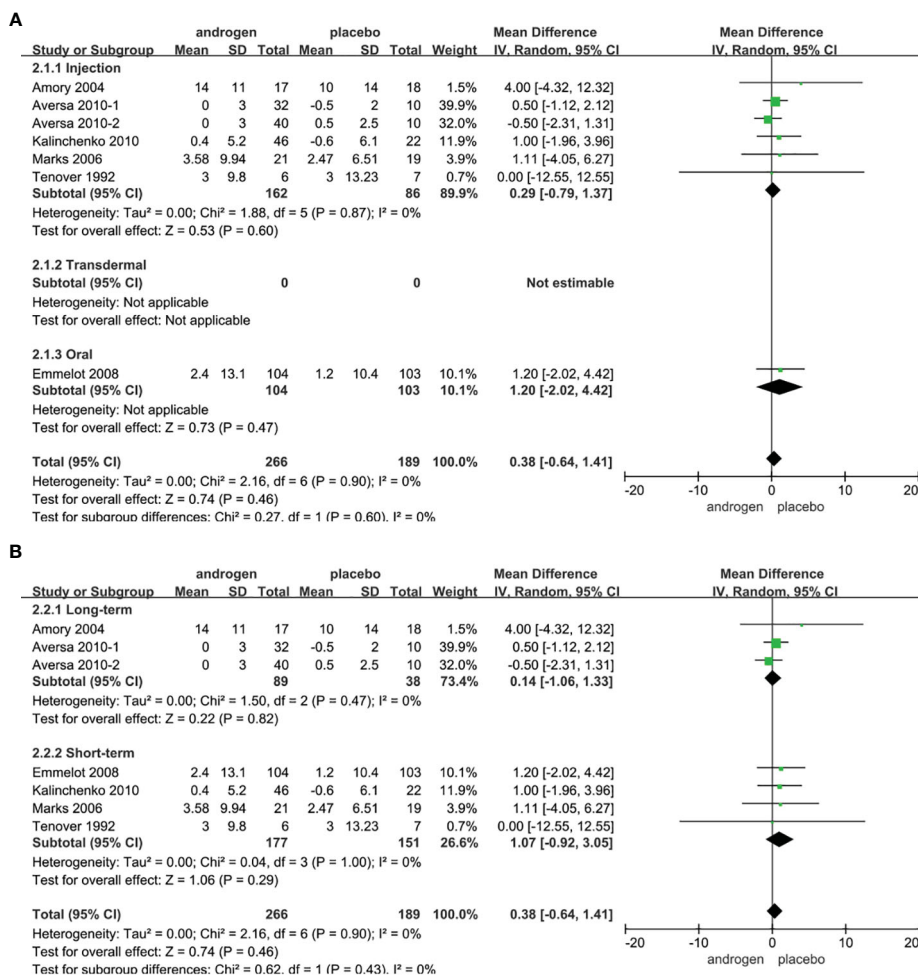 A
androgen placebo Mean Difference Mean Difference
Study or Subgroup Mean SD Total Mean SD Total Weight IV, Random, 95% CI IV, Random, 95% CI
2.1.1 Injection
Amory 2004 14 11 17 10 14 18 1.5% 4.00 [-4.32, 12.32]
Aversa 2010-1 0 3 32 -0.5 2 10 39.9% 0.50 [-1.12, 2.12]
Aversa 2010-2 0 3 40 0.5 2.5 10 32.0% -0.50 [-2.31, 1.31]
Kalinchenko 2010 0.4 5.2 46 -0.6 6.1 22 11.9% 1.00 [-1.96, 3.96]
Marks 2006 3.58 9.94 21 2.47 6.51 19 3.9% 1.11 [-4.05, 6.27]
Tenover 1992 3 9.8 6 3 13.23 7 0.7% 0.00 [-12.55, 12.55]
Subtotal (95% CI) 162 86 89.9% 0.29 [-0.79, 1.37]
Heterogeneity: Tau² = 0.00; Chi² = 1.88, df = 5 (P = 0.87); I² = 0%
Test for overall effect: Z = 0.53 (P = 0.60)
2.1.2 Transdermal
Subtotal (95% CI) 0 0 Not estimable
Heterogeneity: Not applicable
Test for overall effect: Not applicable
2.1.3 Oral
Emmelot 2008 2.4 13.1 104 1.2 10.4 103 10.1% 1.20 [-2.02, 4.42]
Subtotal (95% CI) 104 103 10.1% 1.20 [-2.02, 4.42]
Heterogeneity: Not applicable
Test for overall effect: Z = 0.73 (P = 0.47)
Total (95% CI) 266 189 100.0% 0.38 [-0.64, 1.41]
Heterogeneity: Tau² = 0.00; Chi² = 2.16, df = 6 (P = 0.90); I² = 0%
Test for overall effect: Z = 0.74 (P = 0.46)
Test for subgroup differences: Chi² = 0.27, df = 1 (P = 0.60), I² = 0%
-20 -10 0 10 20
androgen placebo
B
androgen placebo Mean Difference Mean Difference
Study or Subgroup Mean SD Total Mean SD Total Weight IV, Random, 95% CI IV, Random, 95% CI
2.2.1 Long-term
Amory 2004 14 11 17 10 14 18 1.5% 4.00 [-4.32, 12.32]
Aversa 2010-1 0 3 32 -0.5 2 10 39.9% 0.50 [-1.12, 2.12]
Aversa 2010-2 0 3 40 0.5 2.5 10 32.0% -0.50 [-2.31, 1.31]
Subtotal (95% CI) 89 38 73.4% 0.14 [-1.06, 1.33]
Heterogeneity: Tau² = 0.00; Chi² = 1.50, df = 2 (P = 0.47); I² = 0%
Test for overall effect: Z = 0.22 (P = 0.82)
2.2.2 Short-term
Emmelot 2008 2.4 13.1 104 1.2 10.4 103 10.1% 1.20 [-2.02, 4.42]
Kalinchenko 2010 0.4 5.2 46 -0.6 6.1 22 11.9% 1.00 [-1.96, 3.96]
Marks 2006 3.58 9.94 21 2.47 6.51 19 3.9% 1.11 [-4.05, 6.27]
Tenover 1992 3 9.8 6 3 13.23 7 0.7% 0.00 [-12.55, 12.55]
Subtotal (95% CI) 177 151 26.6% 1.07 [-0.92, 3.05]
Heterogeneity: Tau² = 0.00; Chi² = 0.04, df = 3 (P = 1.00); I² = 0%
Test for overall effect: Z = 1.06 (P = 0.29)
Total (95% CI) 266 189 100.0% 0.38 [-0.64, 1.41]
Heterogeneity: Tau² = 0.00; Chi² = 2.16, df = 6 (P = 0.90); I² = 0%
Test for overall effect: Z = 0.74 (P = 0.46)
Test for subgroup differences: Chi² = 0.62, df = 1 (P = 0.43), I² = 0%
-20 -10 0 10 20
androgen placebo